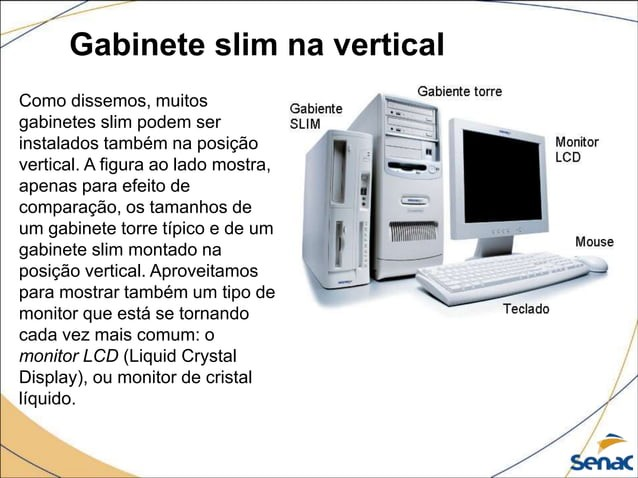 Gabinete slim na vertical
Como dissemos, muitos
gabinetes slim podem ser
instalados também na posição
vertical. A figura ao lado mostra,
apenas para efeito de
comparação, os tamanhos de
um gabinete torre típico e de um
gabinete slim montado na
posição vertical. Aproveitamos
para mostrar também um tipo de
monitor que está se tornando
cada vez mais comum: o
monitor LCD (Liquid Crystal
Display), ou monitor de cristal
líquido.
Gabiente torre
Gabiente
SLIM
Monitor
LCD
Mouse
Teclado
Senac